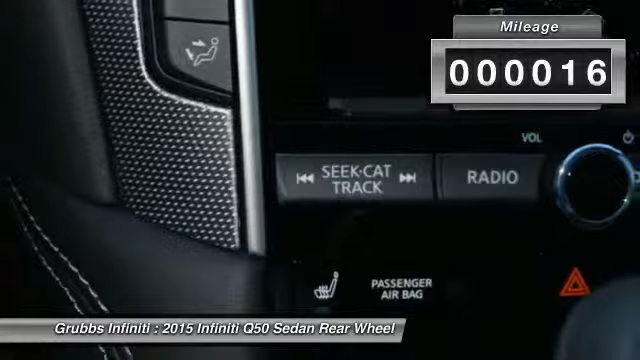 Mileage
000016
VOL
SEEK·CAT
TRACK
RADIO
PASSENGER
AIR BAG
Grubbs Infiniti : 2015 Infiniti Q50 Sedan Rear Wheel